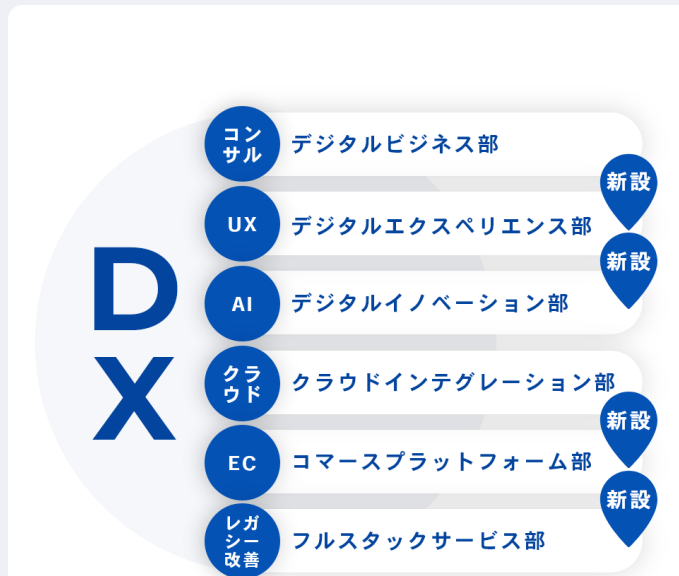 DX
コンサル
デジタルビジネス部
新設
UX
デジタルエクスペリエンス部
新設
AI
デジタルイノベーション部
クラウド
クラウドインテグレーション部
新設
EC
コマースプラットフォーム部
新設
レガシー改善
フルスタックサービス部